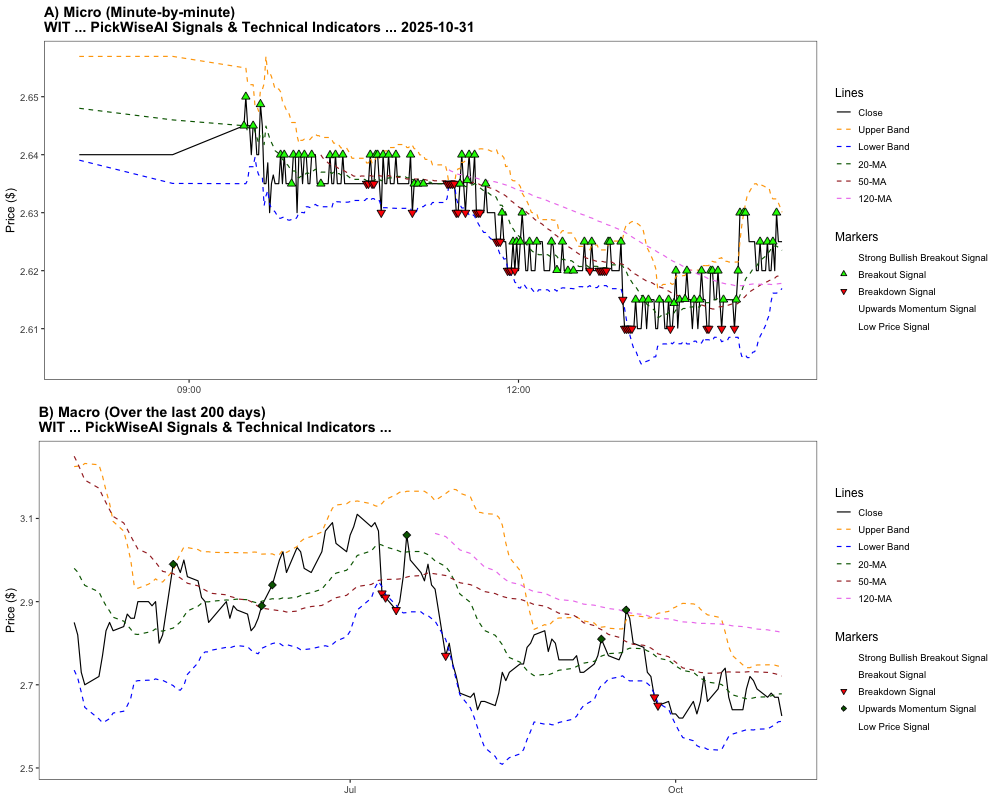 A) Micro (Minute-by-minute)
WIT ... PickWiseAI Signals & Technical Indicators ... 2025-10-31
Price ($)
2.65
2.64
2.63
2.62
2.61
09:00
12:00
Lines
Close
Upper Band
Lower Band
20-MA
50-MA
120-MA
Markers
Strong Bullish Breakout Signal
Breakout Signal
Breakdown Signal
Upwards Momentum Signal
Low Price Signal
B) Macro (Over the last 200 days)
WIT ... PickWiseAI Signals & Technical Indicators ...
Price ($)
3.1
2.9
2.7
2.5
Jul
Oct
Lines
Close
Upper Band
Lower Band
20-MA
50-MA
120-MA
Markers
Strong Bullish Breakout Signal
Breakout Signal
Breakdown Signal
Upwards Momentum Signal
Low Price Signal